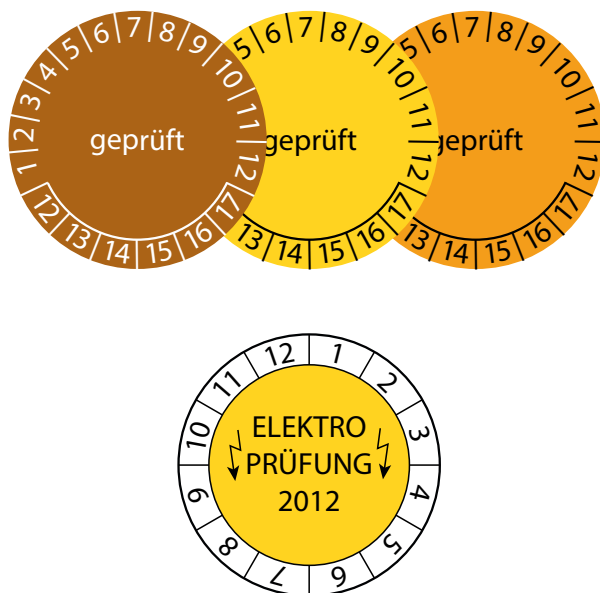 1 2 3 4 5 6 7 8 9 10 11 12
geprüft
12 13 14 15 16 17
5 6 7 8 9 10 11 12
geprüft
13 14 15 16 17
5 6 7 8 9 10 11 12
geprüft
13 14 15 16 17
12 1 2 3 4 5 6 7 8 9 10 11
ELEKTRO
PRÜFUNG
2012